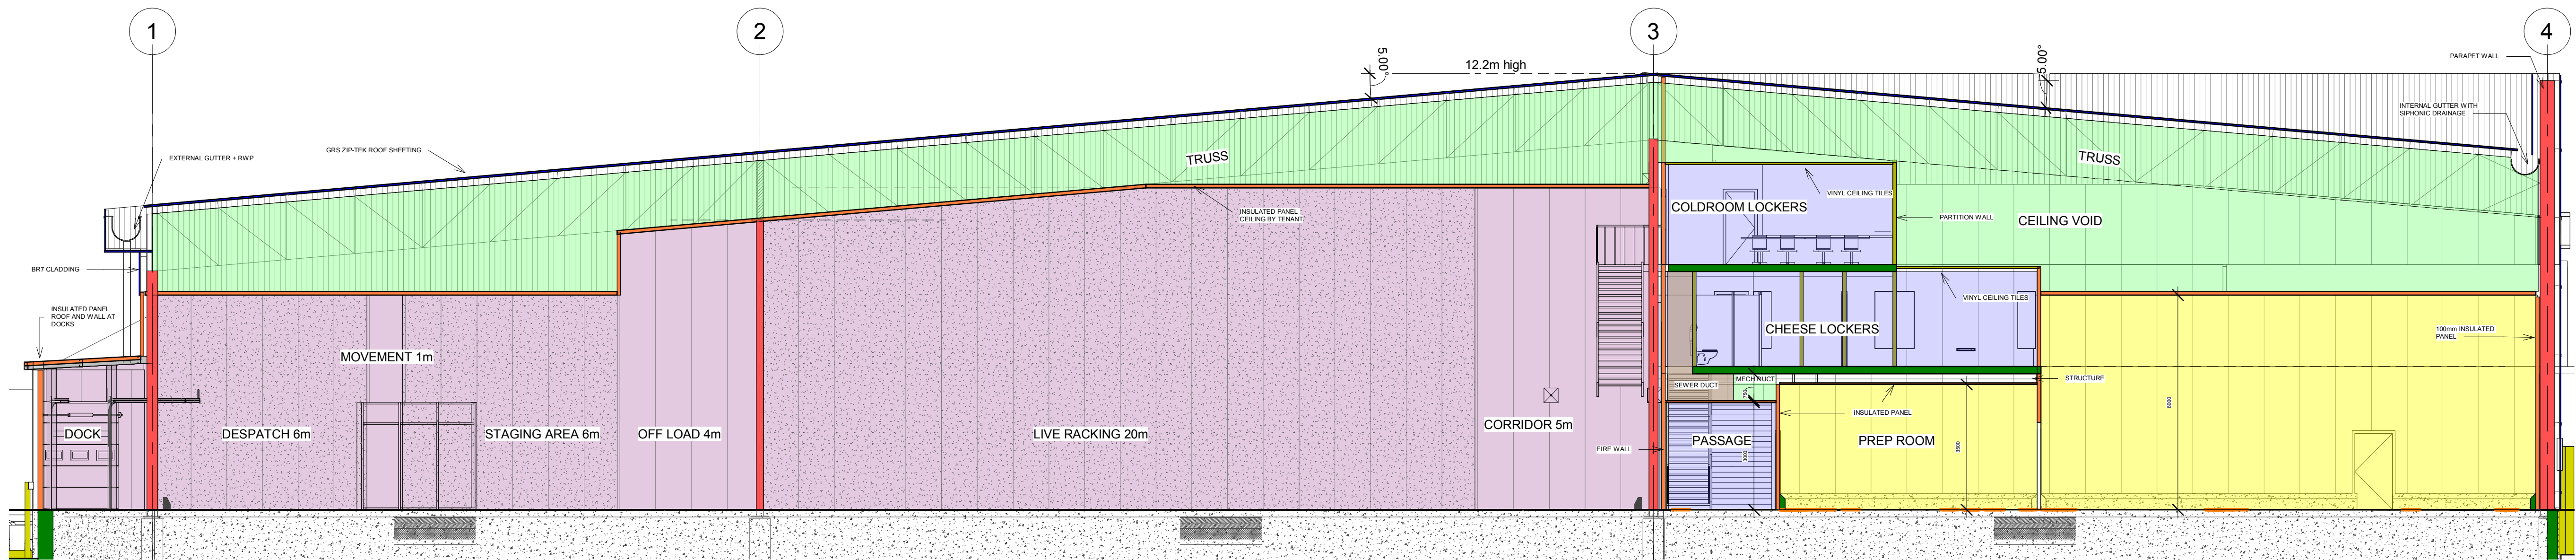 1
2
3
4
5.00°
12.2m high
5.00°
PARAPET WALL
INTERNAL GUTTER WITH
SIPHONIC DRAINAGE
EXTERNAL GUTTER + RWP
GRS ZIP-TEK ROOF SHEETING
TRUSS
TRUSS
VINYL CEILING TILES
COLDROOM LOCKERS
INSULATED PANEL
CEILING BY TENANT
PARTITION WALL
CEILING VOID
BR7 CLADDING
VINYL CEILING TILES
INSULATED PANEL
ROOF AND WALL AT
DOCKS
CHEESE LOCKERS
100mm INSULATED
PANEL
MOVEMENT 1m
MECH DUCT
STRUCTURE
SEWER DUCT
750
6000
INSULATED PANEL
DOCK
DESPATCH 6m
STAGING AREA 6m
OFF LOAD 4m
LIVE RACKING 20m
CORRIDOR 5m
FIRE WALL
PASSAGE
3000
PREP ROOM
3500